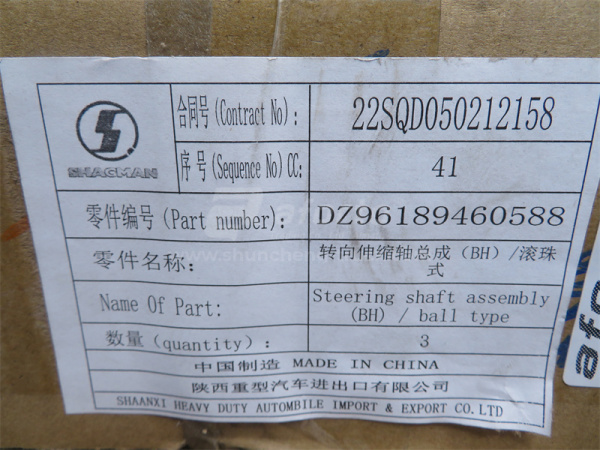 合同号(Contract No): 22SQD050212158
SHACMAN
序号(Sequence No) CC: 41
零件编号(Part number): DZ96189460588
零件名称: 转向伸缩轴总成(BH)/滚珠
式
Name Of Part: Steering shaft assembly
(BH) / ball type
数量(quantity): 3
中国制造 MADE IN CHINA
陕西重型汽车进出口有限公司
SHAANXI HEAVY DUTY AUTOMBILE IMPORT & EXPORT CO.LTD